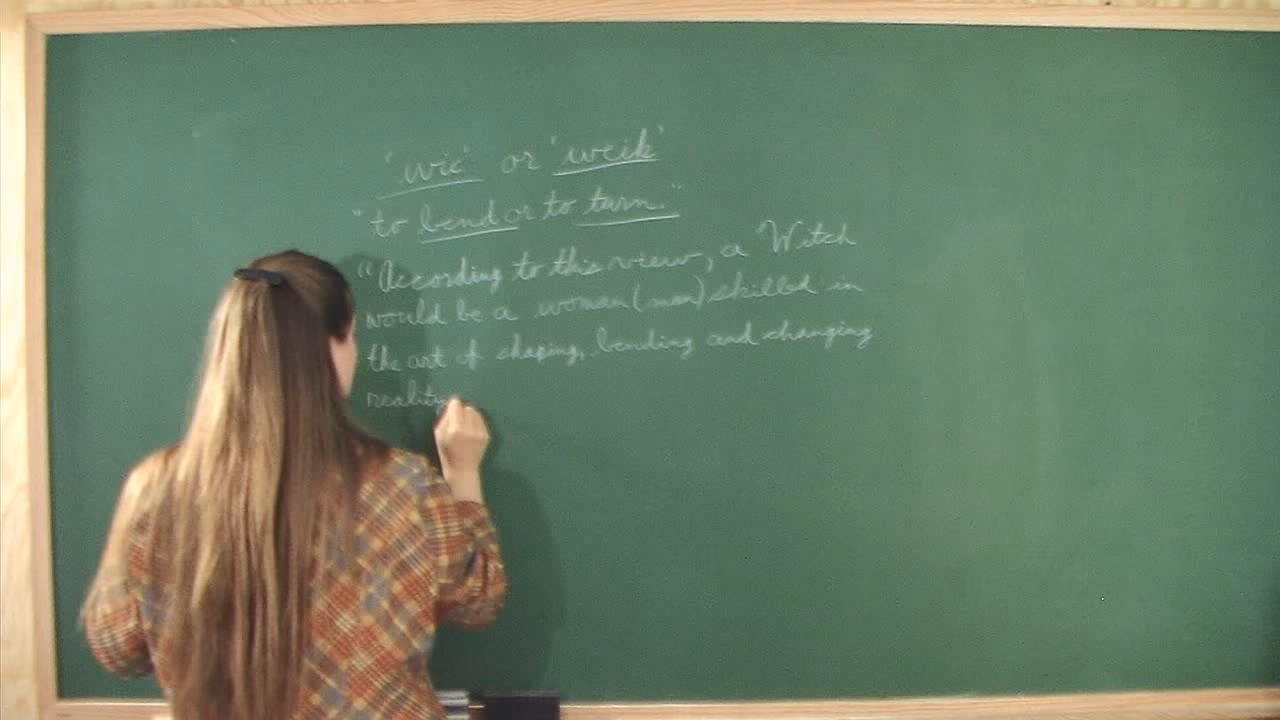 'wic' or 'weik'
"to bend or to turn."
"According to this view, a Witch
would be a woman (man) skilled in
the art of shaping, bending and changing
reality